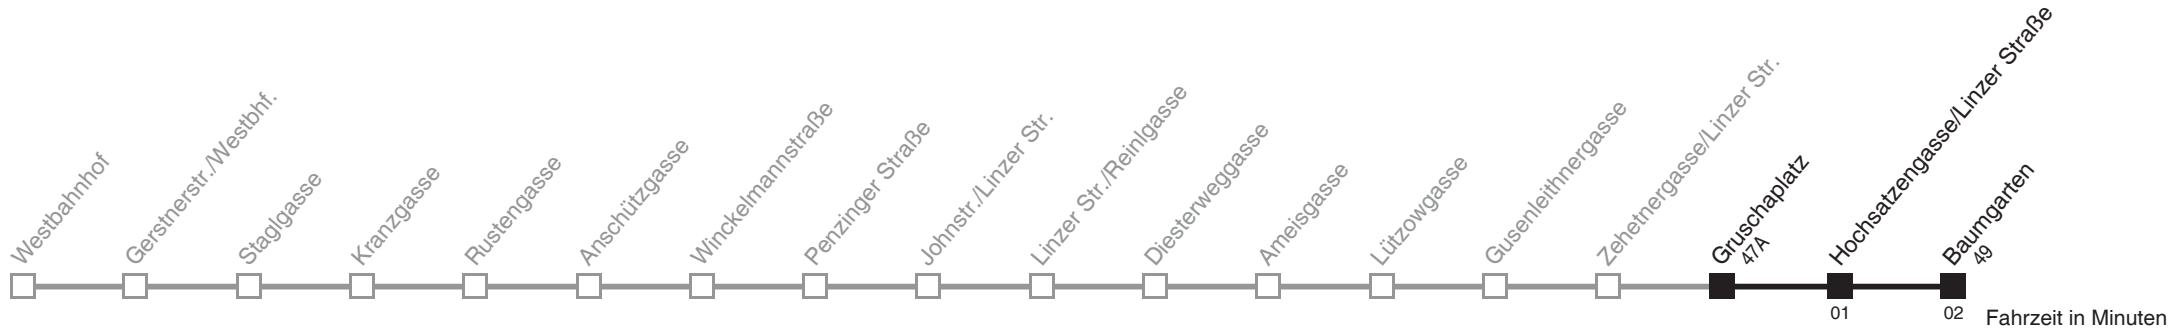 Westbahnhof
Gerstnerstr./Westbhf.
Staglgasse
Kranzgasse
Rustengasse
Anschützgasse
Winckelmannstraße
Penzinger Straße
Johnstr./Linzer Str.
Linzer Str./Reinlgasse
Diesterweggasse
Ameisgasse
Lützowgasse
Gusenleithnergasse
Zehetnergasse/Linzer Str.
Gruschaplatz
47A
Hochsatzengasse/Linzer Straße
Baumgarten
49
01
02
Fahrzeit in Minuten